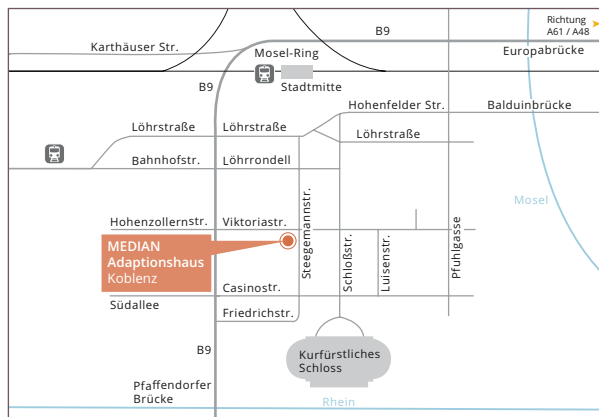 Richtung
A61 / A48
B9
Karthäuser Str.
Mosel-Ring
Europabrücke
B9
Stadtmitte
Hohenfelder Str.
Balduinbrücke
Löhrstraße
Löhrstraße
Löhrstraße
Bahnhofstr.
Löhrrondell
Mosel
Hohenzollernstr.
Viktoriastr.
Steegemannstr.
Schloßstr.
Luisenstr.
Pfuhlgasse
MEDIAN
Adaptionshaus
Koblenz
Casinostr.
Südallee
Friedrichstr.
B9
Kurfürstliches
Schloss
Pfaffendorfer
Brücke
Rhein